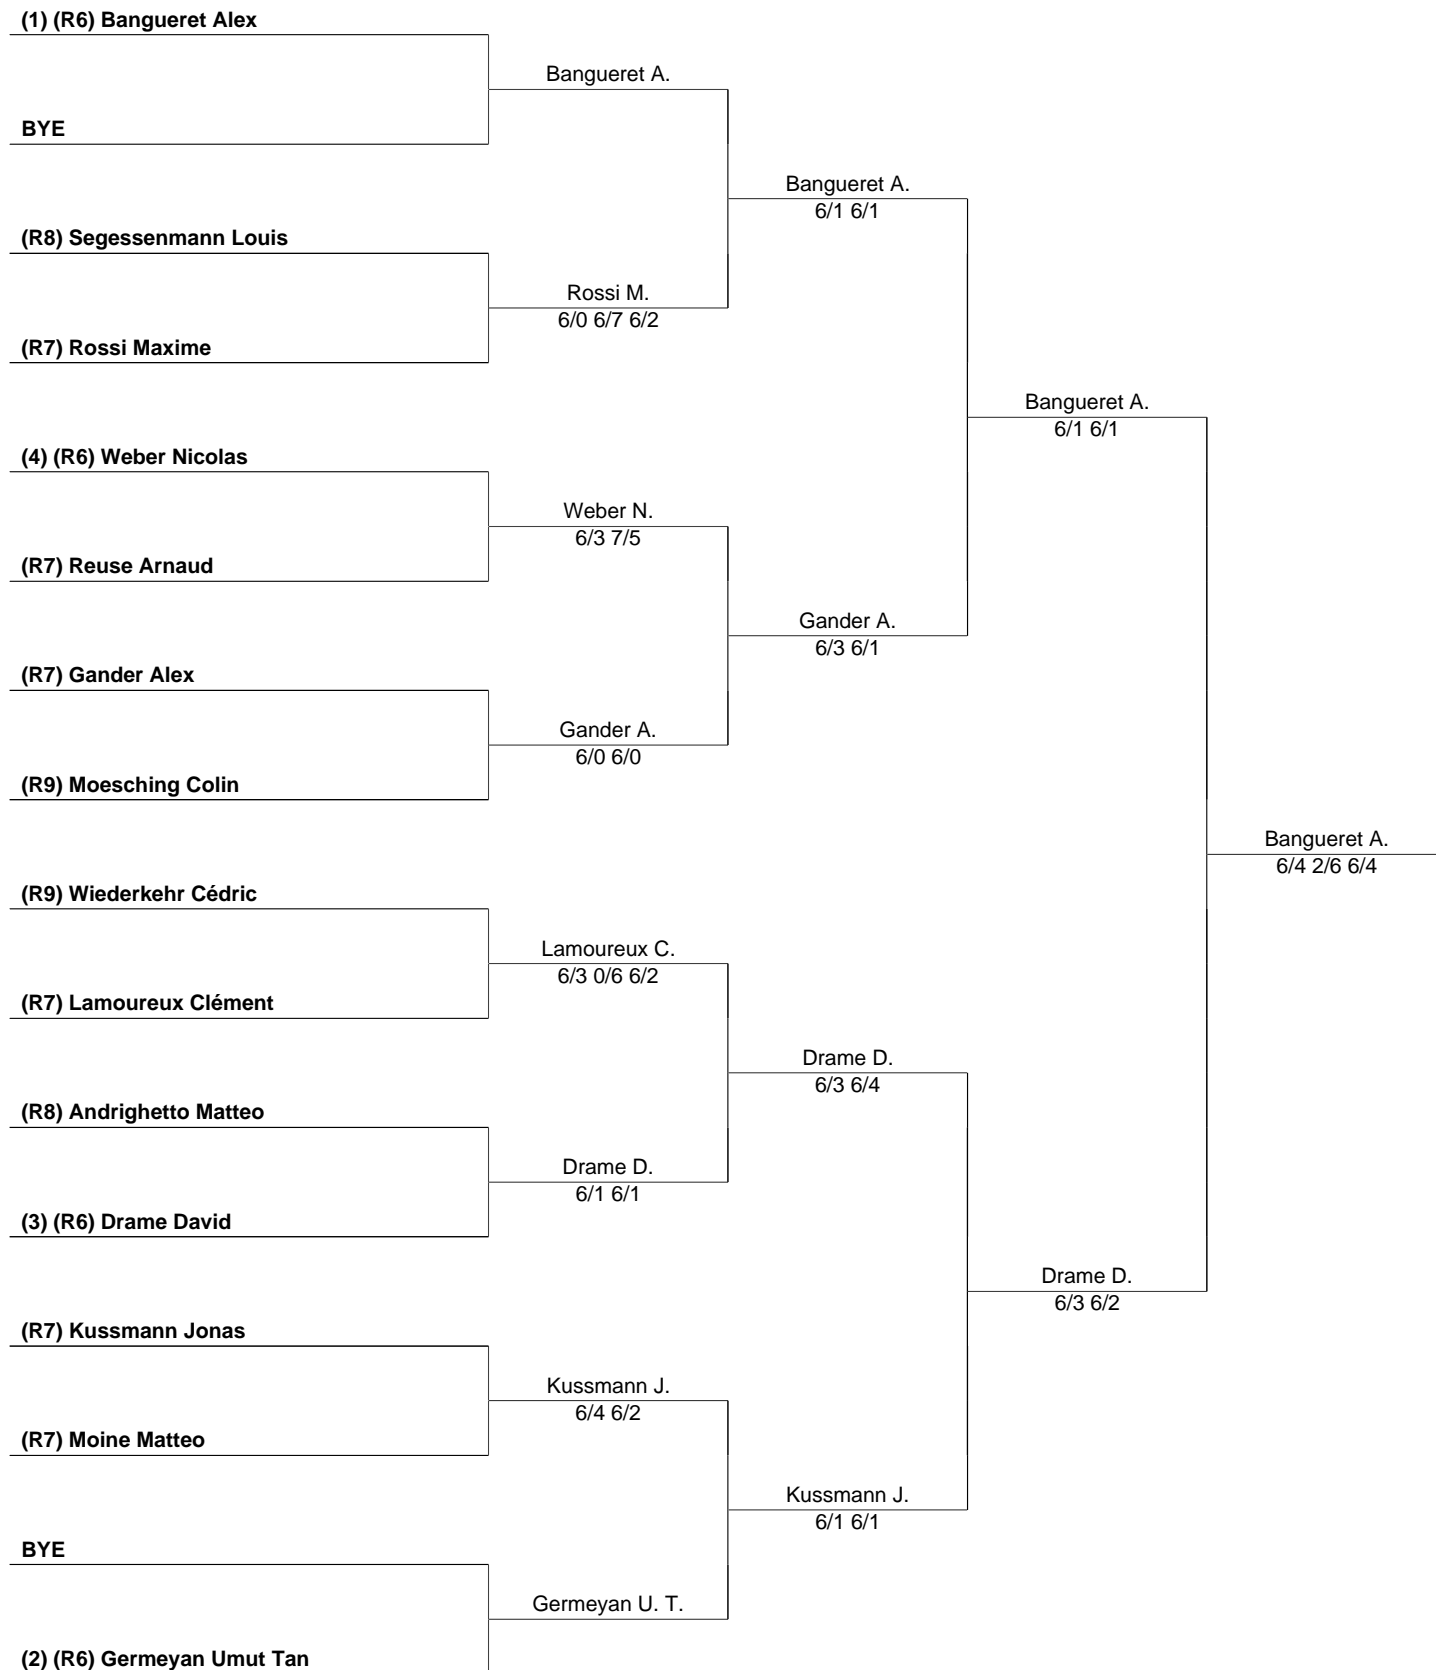 (1) (R6) Bangueret Alex
Bangueret A.
BYE
Bangueret A.
6/1 6/1
(R8) Segessenmann Louis
Rossi M.
6/0 6/7 6/2
(R7) Rossi Maxime
Bangueret A.
6/1 6/1
(4) (R6) Weber Nicolas
Weber N.
6/3 7/5
(R7) Reuse Arnaud
Gander A.
6/3 6/1
(R7) Gander Alex
Gander A.
6/0 6/0
(R9) Moesching Colin
Bangueret A.
6/4 2/6 6/4
(R9) Wiederkehr Cédric
Lamoureux C.
6/3 0/6 6/2
(R7) Lamoureux Clément
Drame D.
6/3 6/4
(R8) Andrighetto Matteo
Drame D.
6/1 6/1
(3) (R6) Drame David
Drame D.
6/3 6/2
(R7) Kussmann Jonas
Kussmann J.
6/4 6/2
(R7) Moine Matteo
Kussmann J.
6/1 6/1
BYE
Germeyan U. T.
(2) (R6) Germeyan Umut Tan